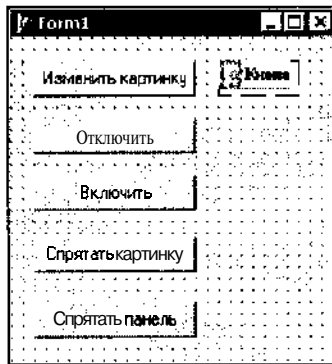 Form1
Изменить картинку
Кнопка
Отключить
Включить
Спрятать картинку
Спрятать панель